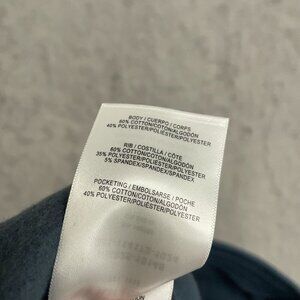 BODY / CUERPO / CORPS
60% COTTON/COTON/ALGODÓN
40% POLYESTER/POLIÉSTER/POLYESTER
RIB / COSTILLA / CÔTE
60% COTTON/COTON/ALGODÓN
35% POLYESTER/POLIÉSTER/POLYESTER
5% SPANDEX/SPANDEX/SPANDEX
POCKETING / EMBOLSARSE / POCHE
60% COTTON/COTON/ALGODÓN
40% POLYESTER/POLIÉSTER/POLYESTER